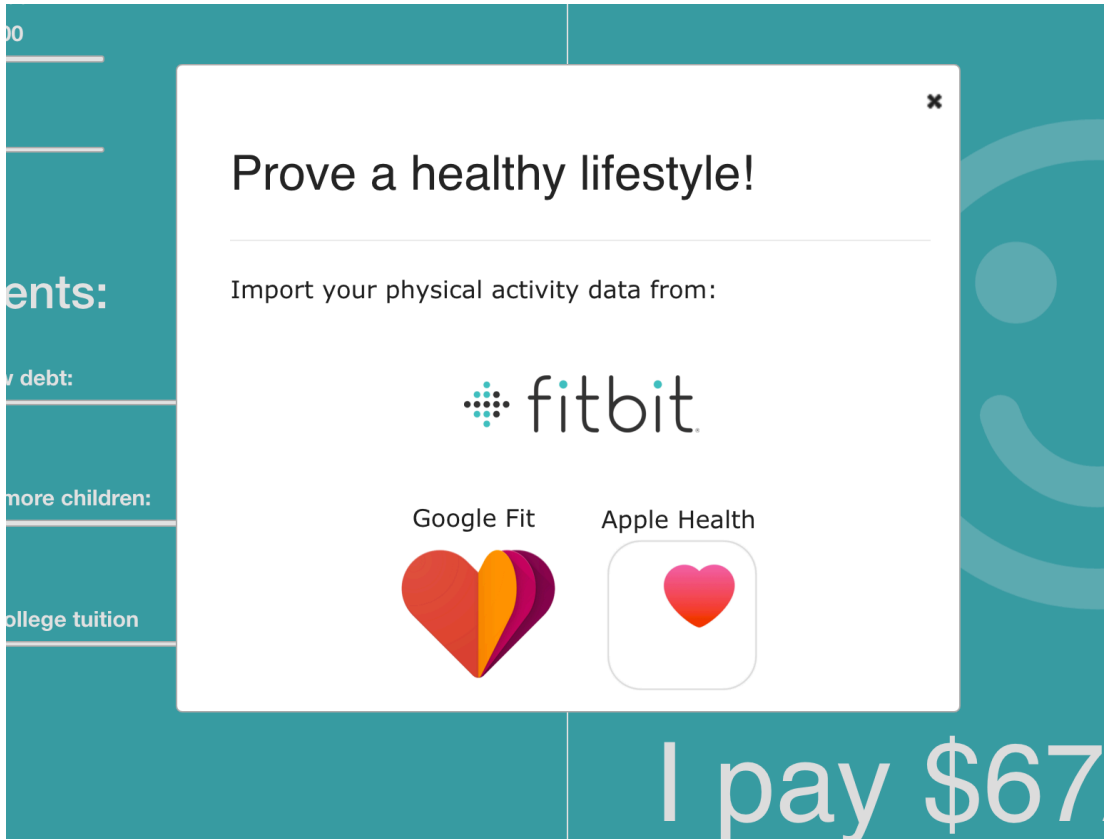 00
Prove a healthy lifestyle!
ents:
Import your physical activity data from:
debt:
fitbit
more children:
Google Fit
Apple Health
ollege tuition
I pay $67